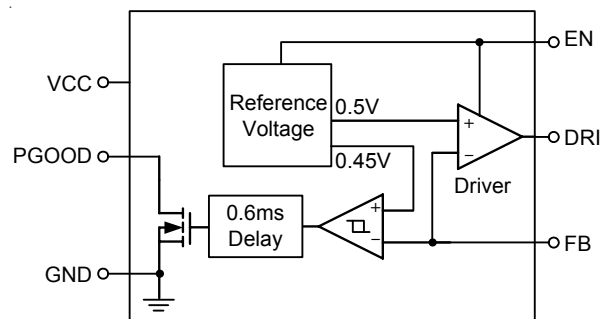 EN
VCC
Reference
Voltage
0.5V
+
−
DRI
PGOOD
0.45V
Driver
0.6ms
Delay
+
−
FB
GND